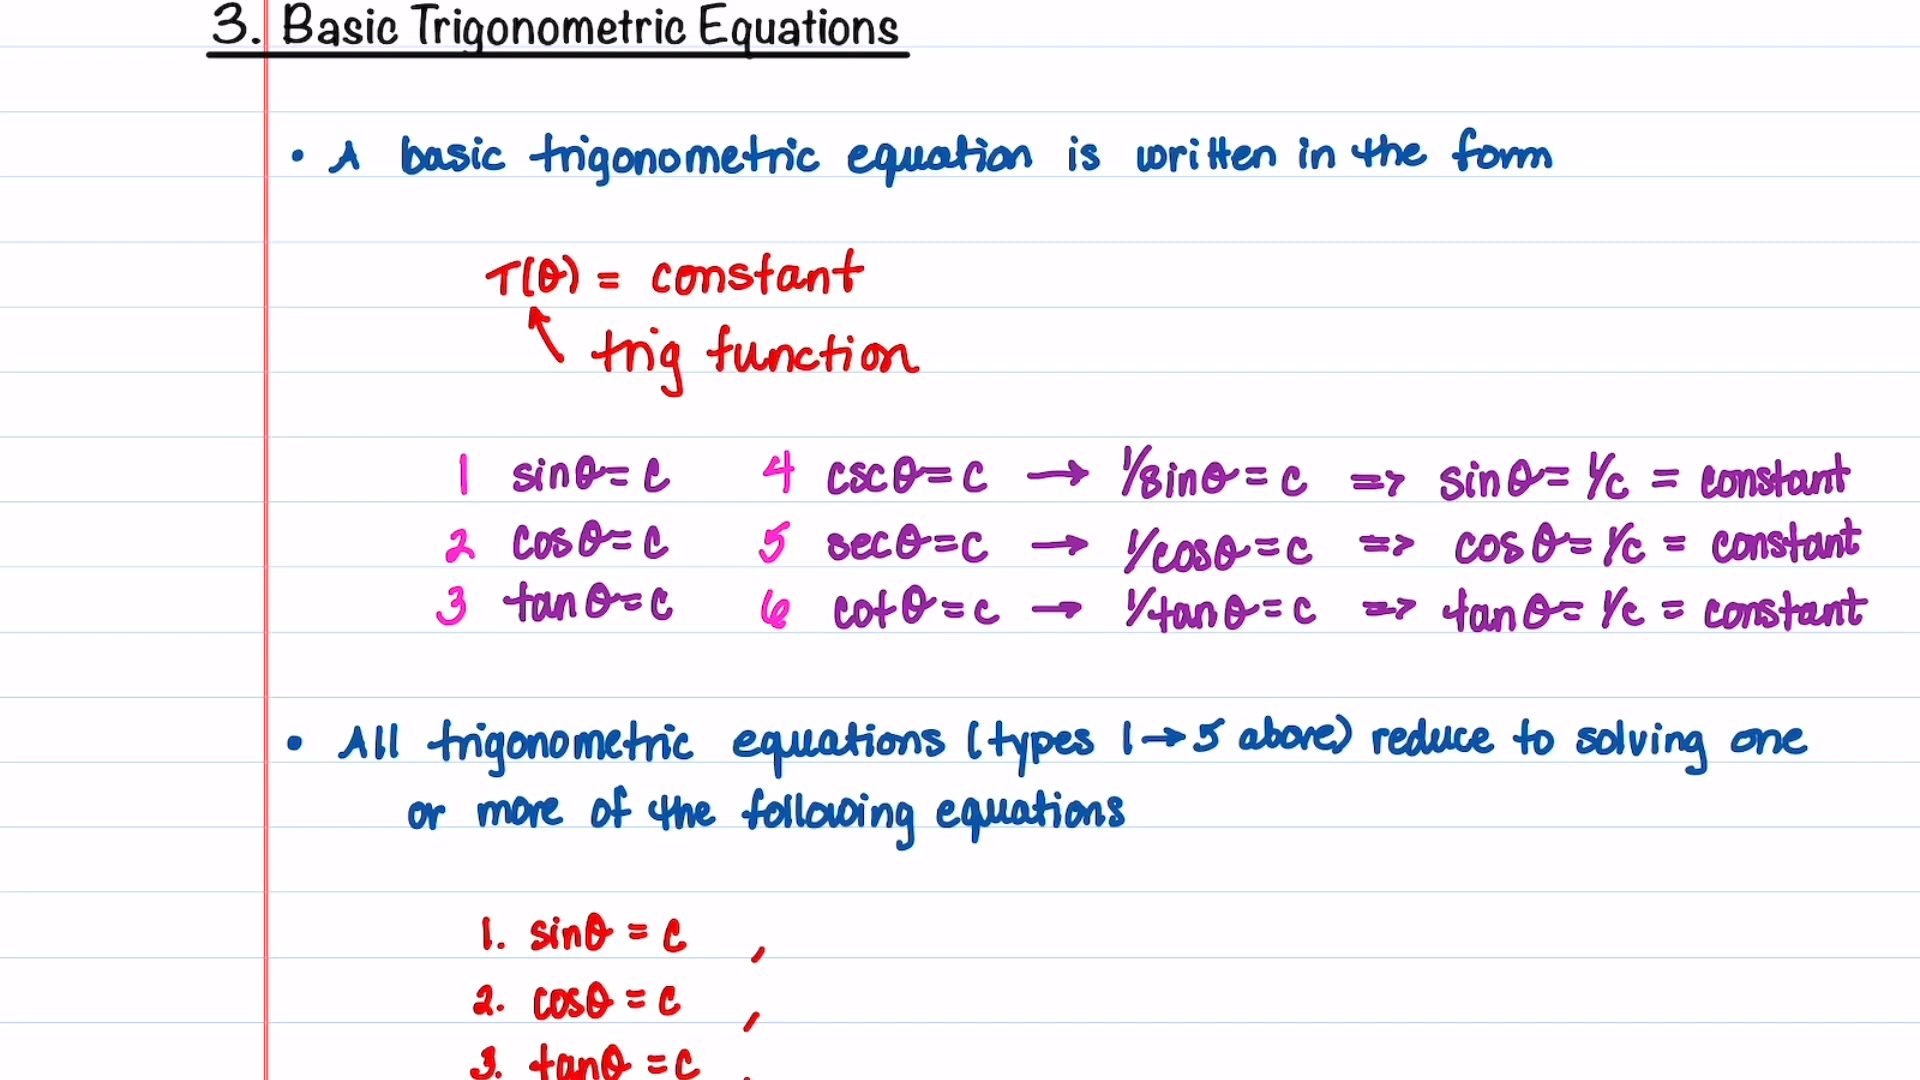 3. Basic Trigonometric Equations
• A basic trigonometric equation is written in the form
T(θ) = constant
trig function
1 sinθ = c 4 cscθ = c → 1/sinθ = c => sinθ = 1/c = constant
2 cosθ = c 5 secθ = c → 1/cosθ = c => cosθ = 1/c = constant
3 tanθ = c 6 cotθ = c → 1/tanθ = c => tanθ = 1/c = constant
• All trigonometric equations (types 1→5 above) reduce to solving one
or more of the following equations
1. sinθ = c ,
2. cosθ = c ,
3. tanθ = c